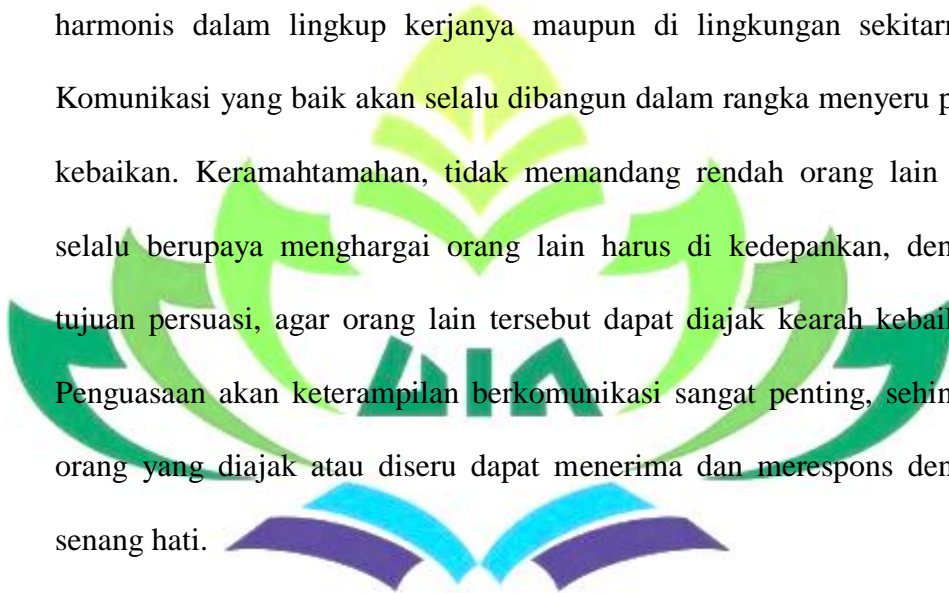 harmonis dalam lingkup kerjanya maupun di lingkungan
Komunikasi yang baik akan selalu dibangun dalam rangka menyeru
kebaikan. Keramahtamahan, tidak memandang rendah orang lain
selalu berupaya menghargai orang lain harus di kedepankan,
tujuan persuasi, agar orang lain tersebut dapat diajak kearah
Penguasaan akan keterampilan berkomunikasi sangat penting,
orang yang diajak atau diseru dapat menerima dan merespons
senang hati.